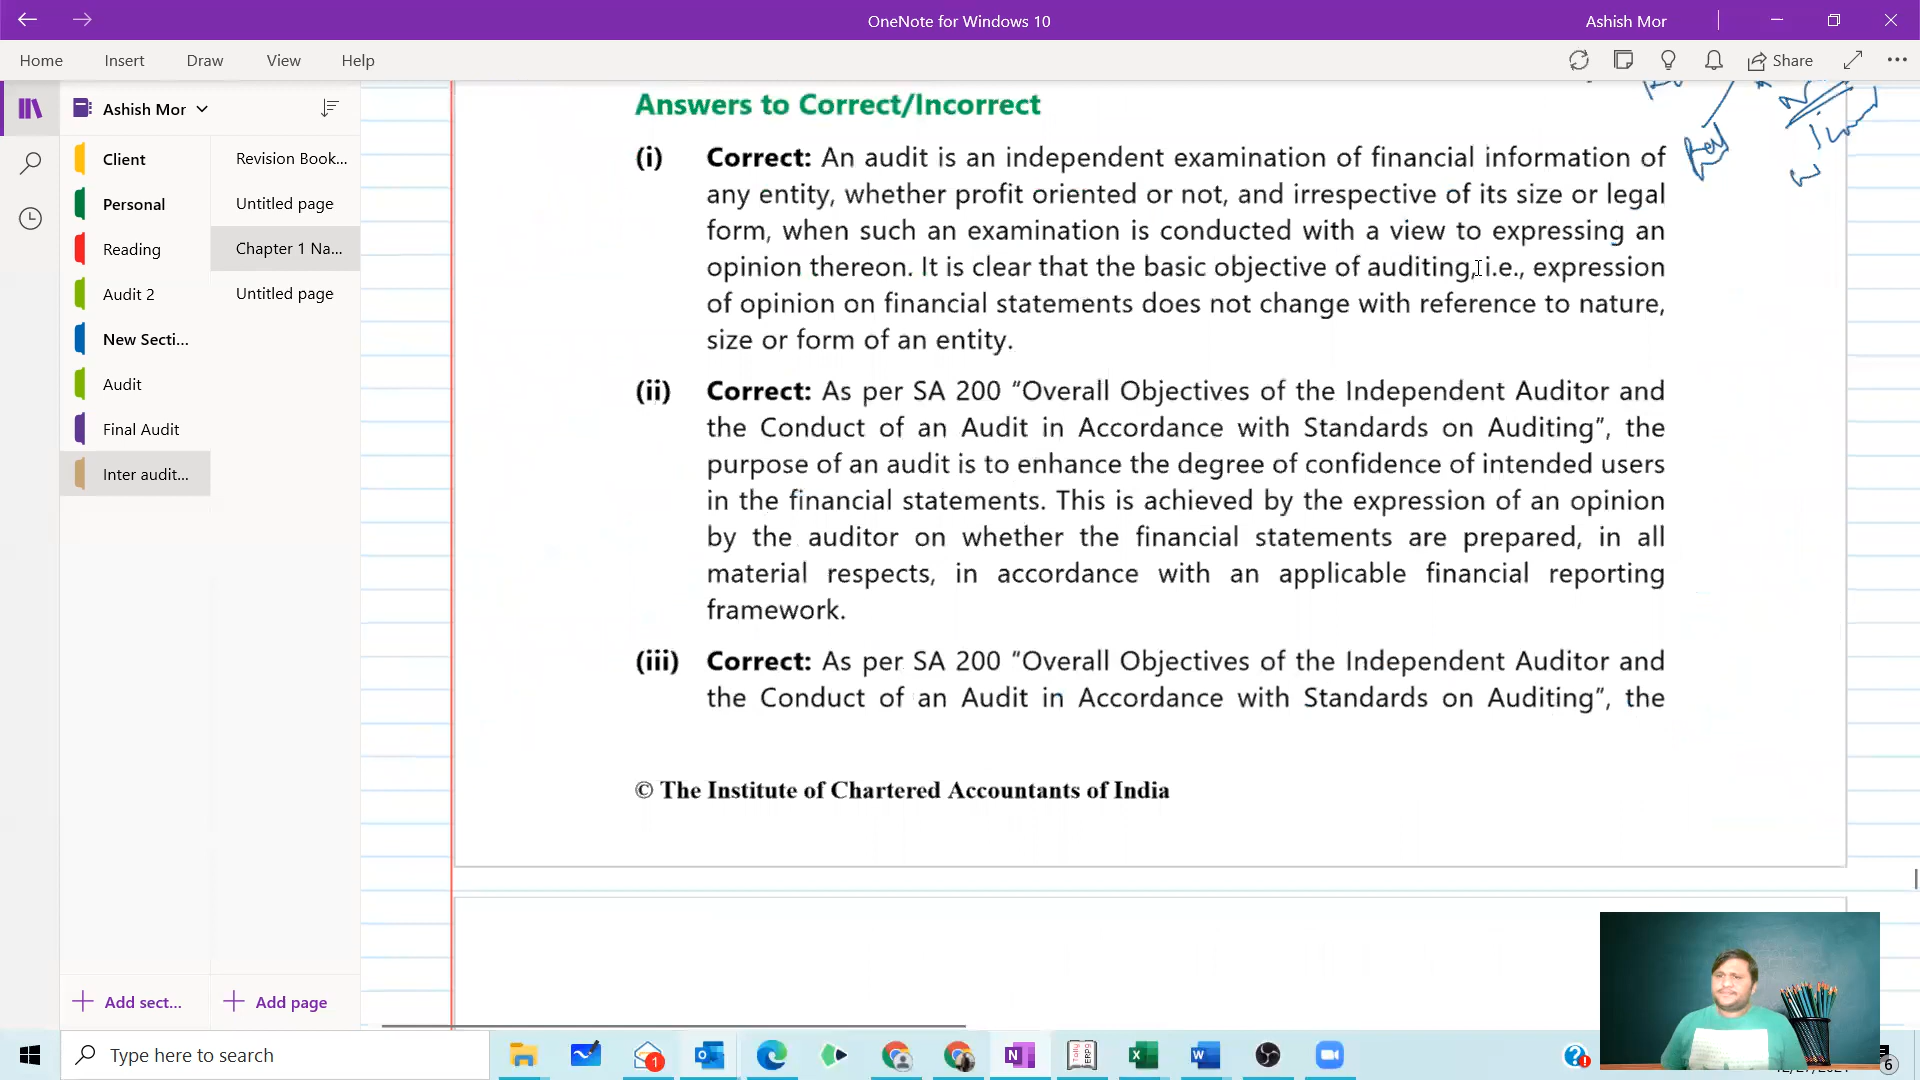 OneNote for Windows 10
Ashish Mor
Home
Insert
Draw
View
Help
Share
Ashish Mor
Client
Personal
Reading
Audit 2
New Secti...
Audit
Final Audit
Inter audit...
Revision Book...
Untitled page
Chapter 1 Na...
Untitled page
Answers to Correct/Incorrect
(i) Correct: An audit is an independent examination of financial information of
any entity, whether profit oriented or not, and irrespective of its size or legal
form, when such an examination is conducted with a view to expressing an
opinion thereon. It is clear that the basic objective of auditing, i.e., expression
of opinion on financial statements does not change with reference to nature,
size or form of an entity.
(ii) Correct: As per SA 200 “Overall Objectives of the Independent Auditor and
the Conduct of an Audit in Accordance with Standards on Auditing”, the
purpose of an audit is to enhance the degree of confidence of intended users
in the financial statements. This is achieved by the expression of an opinion
by the auditor on whether the financial statements are prepared, in all
material respects, in accordance with an applicable financial reporting
framework.
(iii) Correct: As per SA 200 “Overall Objectives of the Independent Auditor and
the Conduct of an Audit in Accordance with Standards on Auditing”, the
© The Institute of Chartered Accountants of India
Add sect...
Add page
Type here to search
1
6